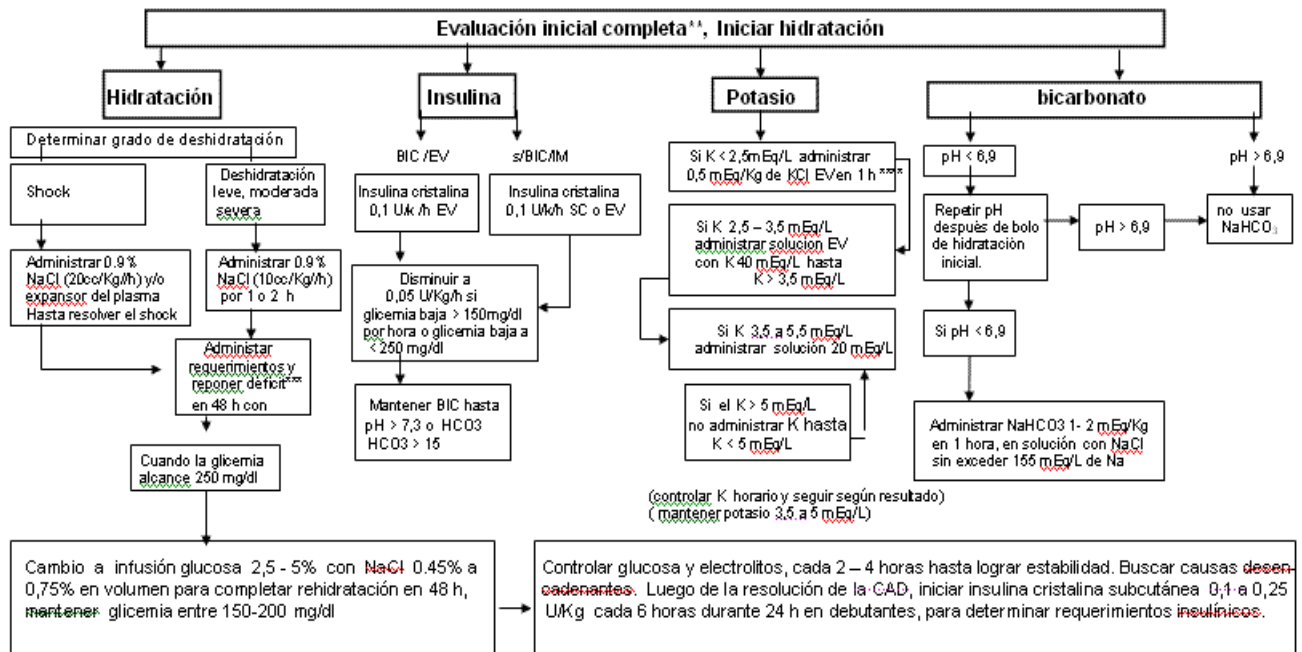 Evaluación inicial completa**, Iniciar hidratación
Hidratación
Determinar grado de deshidratación
Shock
Deshidratación
leve, moderada
severa
Administrar 0.9%
NaCl (20cc/Kg//h) y/o
expansor del plasma
Hasta resolver el shock
Administrar 0.9%
NaCl (10cc/Kg//h)
por 1 o 2 h
Administar
requerimientos y
reponer déficit***
en 48 h con
Cuando la glicemia
alcance 250 mg/dl
Insulina
BIC /EV
s/BIC/IM
Insulina cristalina
0,1 U/k /h EV
Insulina cristalina
0,1 U/k/h SC o EV
Disminuir a
0,05 U/Kg/h si
glicemia baja > 150mg/dl
por hora o glicemia baja a
< 250 mg/dl
Mantener BIC hasta
pH > 7,3 o HCO3
HCO3 > 15
Potasio
Si K < 2,5mEq/L administrar
0,5 mEq/Kg de KCl EV en 1 h ****
Si K 2,5 – 3,5 mEq/L
administrar solución EV
con K 40 mEq/L hasta
K > 3,5 mEq/L
Si K 3,5 a 5,5 mEq/L
administrar solución 20 mEq/L
Si el K > 5 mEq/L
no administrar K hasta
K < 5 mEq/L
(controlar K horario y seguir según resultado)
( mantener potasio 3,5 a 5 mEq/L)
bicarbonato
pH < 6,9
pH > 6,9
Repetir pH
después de bolo
de hidratación
inicial.
pH > 6,9
no usar
NaHCO3
Si pH < 6,9
Administrar NaHCO3 1- 2 mEq/Kg
en 1 hora, en solución con NaCl
sin exceder 155 mEq/L de Na
Cambio a infusión glucosa 2,5 - 5% con NaCl 0.45% a
0,75% en volumen para completar rehidratación en 48 h,
mantener glicemia entre 150-200 mg/dl
Controlar glucosa y electrolitos, cada 2 – 4 horas hasta lograr estabilidad. Buscar causas desen-
cadenantes. Luego de la resolución de la CAD, iniciar insulina cristalina subcutánea 0,1 a 0,25
U/Kg cada 6 horas durante 24 h en debutantes, para determinar requerimientos insulínicos.